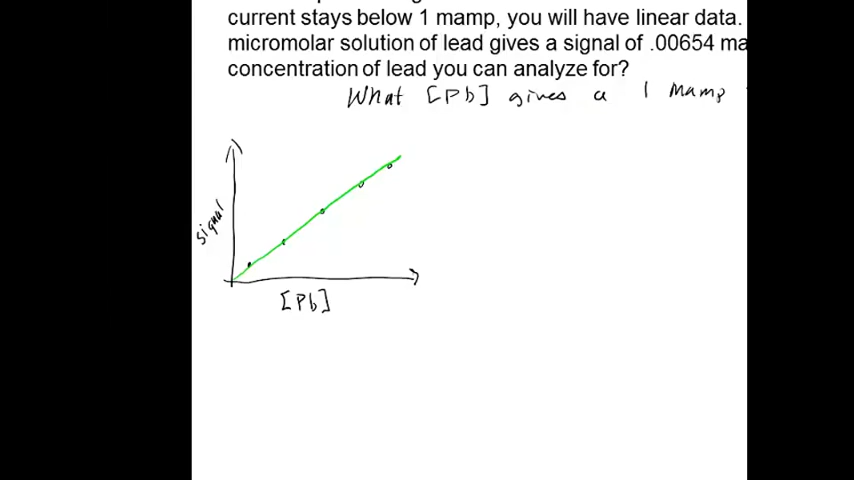 current stays below 1 mamp, you will have linear data.
micromolar solution of lead gives a signal of .00654 ma
concentration of lead you can analyze for?
What [Pb] gives a 1 mamp
signal
[Pb]